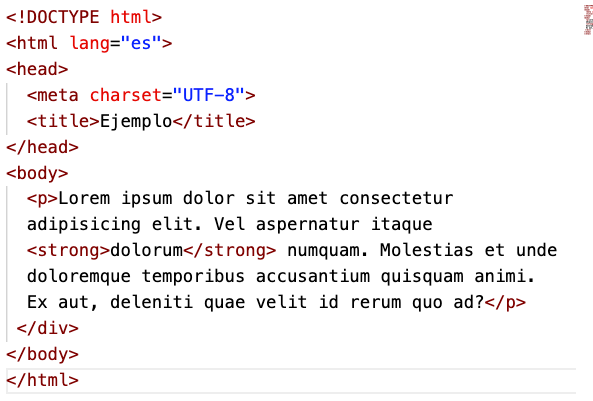 <!DOCTYPE html>
<html lang="es">
<head>
  <meta charset="UTF-8">
  <title>Ejemplo</title>
</head>
<body>
  <p>Lorem ipsum dolor sit amet consectetur
  adipisicing elit. Vel aspernatur itaque
  <strong>dolorum</strong> numquam. Molestias et unde
  doloremque temporibus accusantium quisquam animi.
  Ex aut, deleniti quae velit id rerum quo ad?</p>
 </div>
</body>
</html>